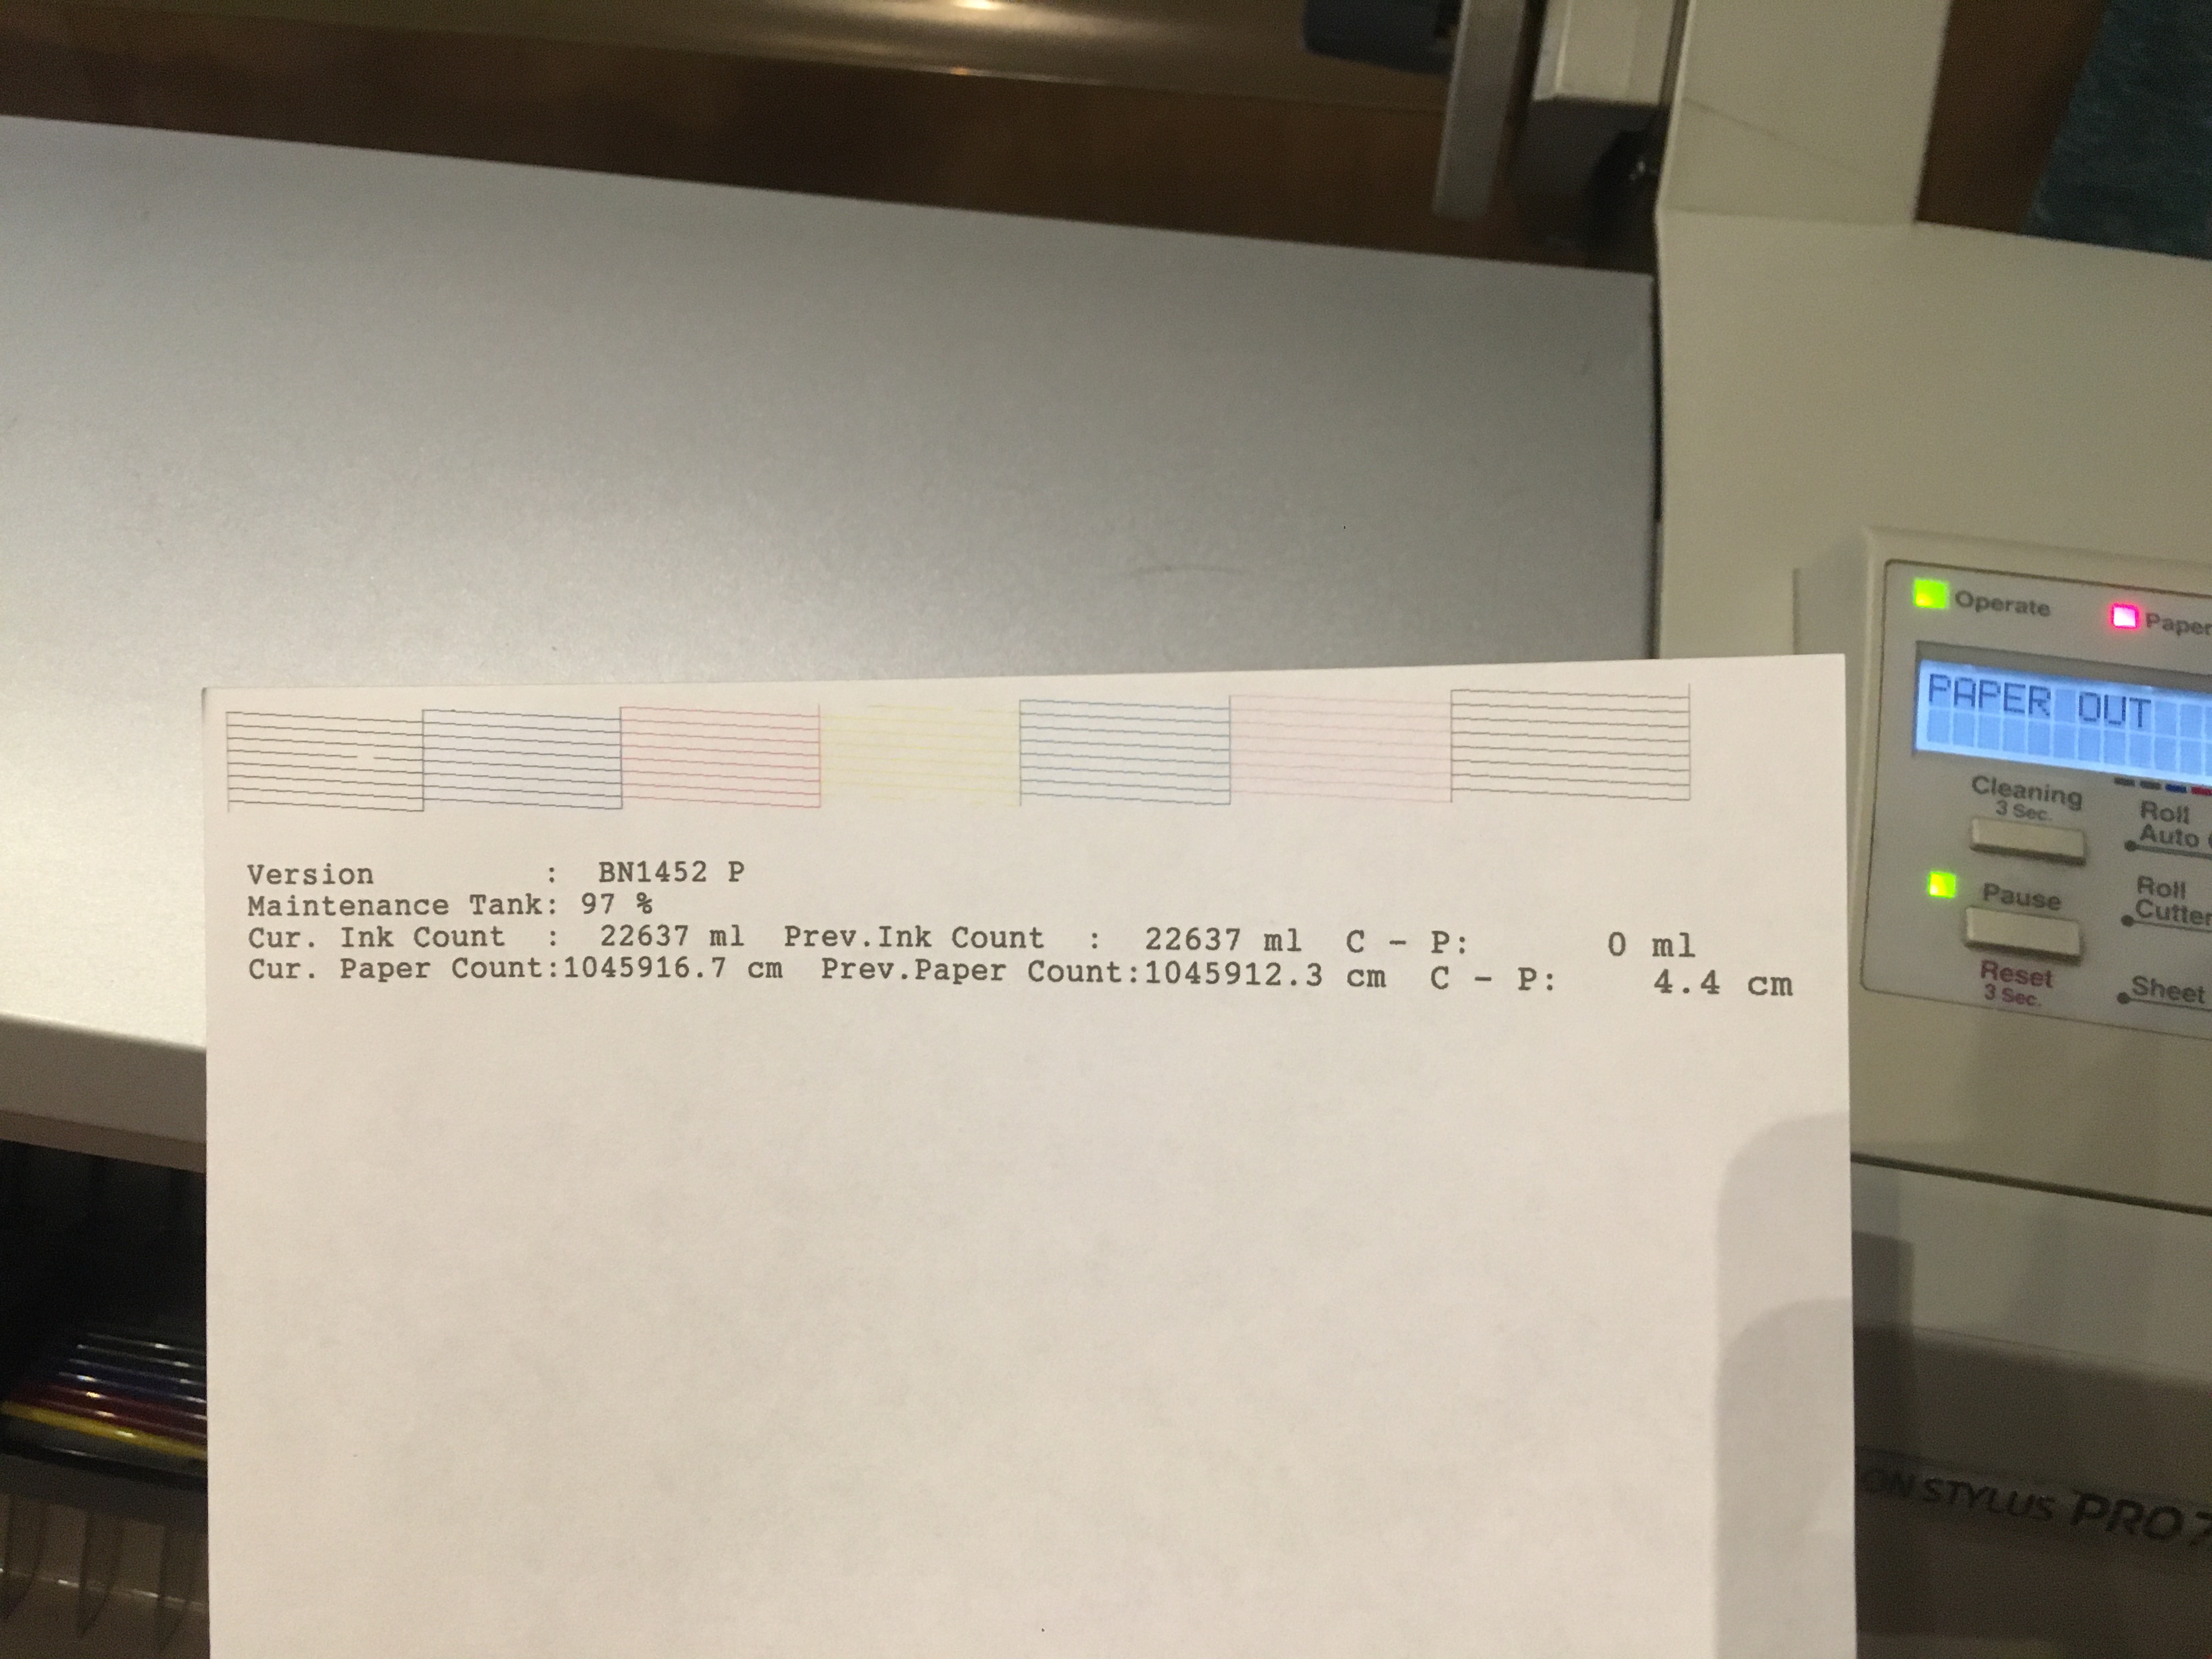 Version : BN1452 P
Maintenance Tank: 97 %
Cur. Ink Count : 22637 ml Prev.Ink Count : 22637 ml C - P: 0 ml
Cur. Paper Count:1045916.7 cm Prev.Paper Count:1045912.3 cm C - P: 4.4 cm
Operate
Paper
PAPER OUT
Cleaning
3 Sec.
Roll
Auto
Pause
Roll
Cutter
Reset
3 Sec.
Sheet
ON STYLUS PRO 7